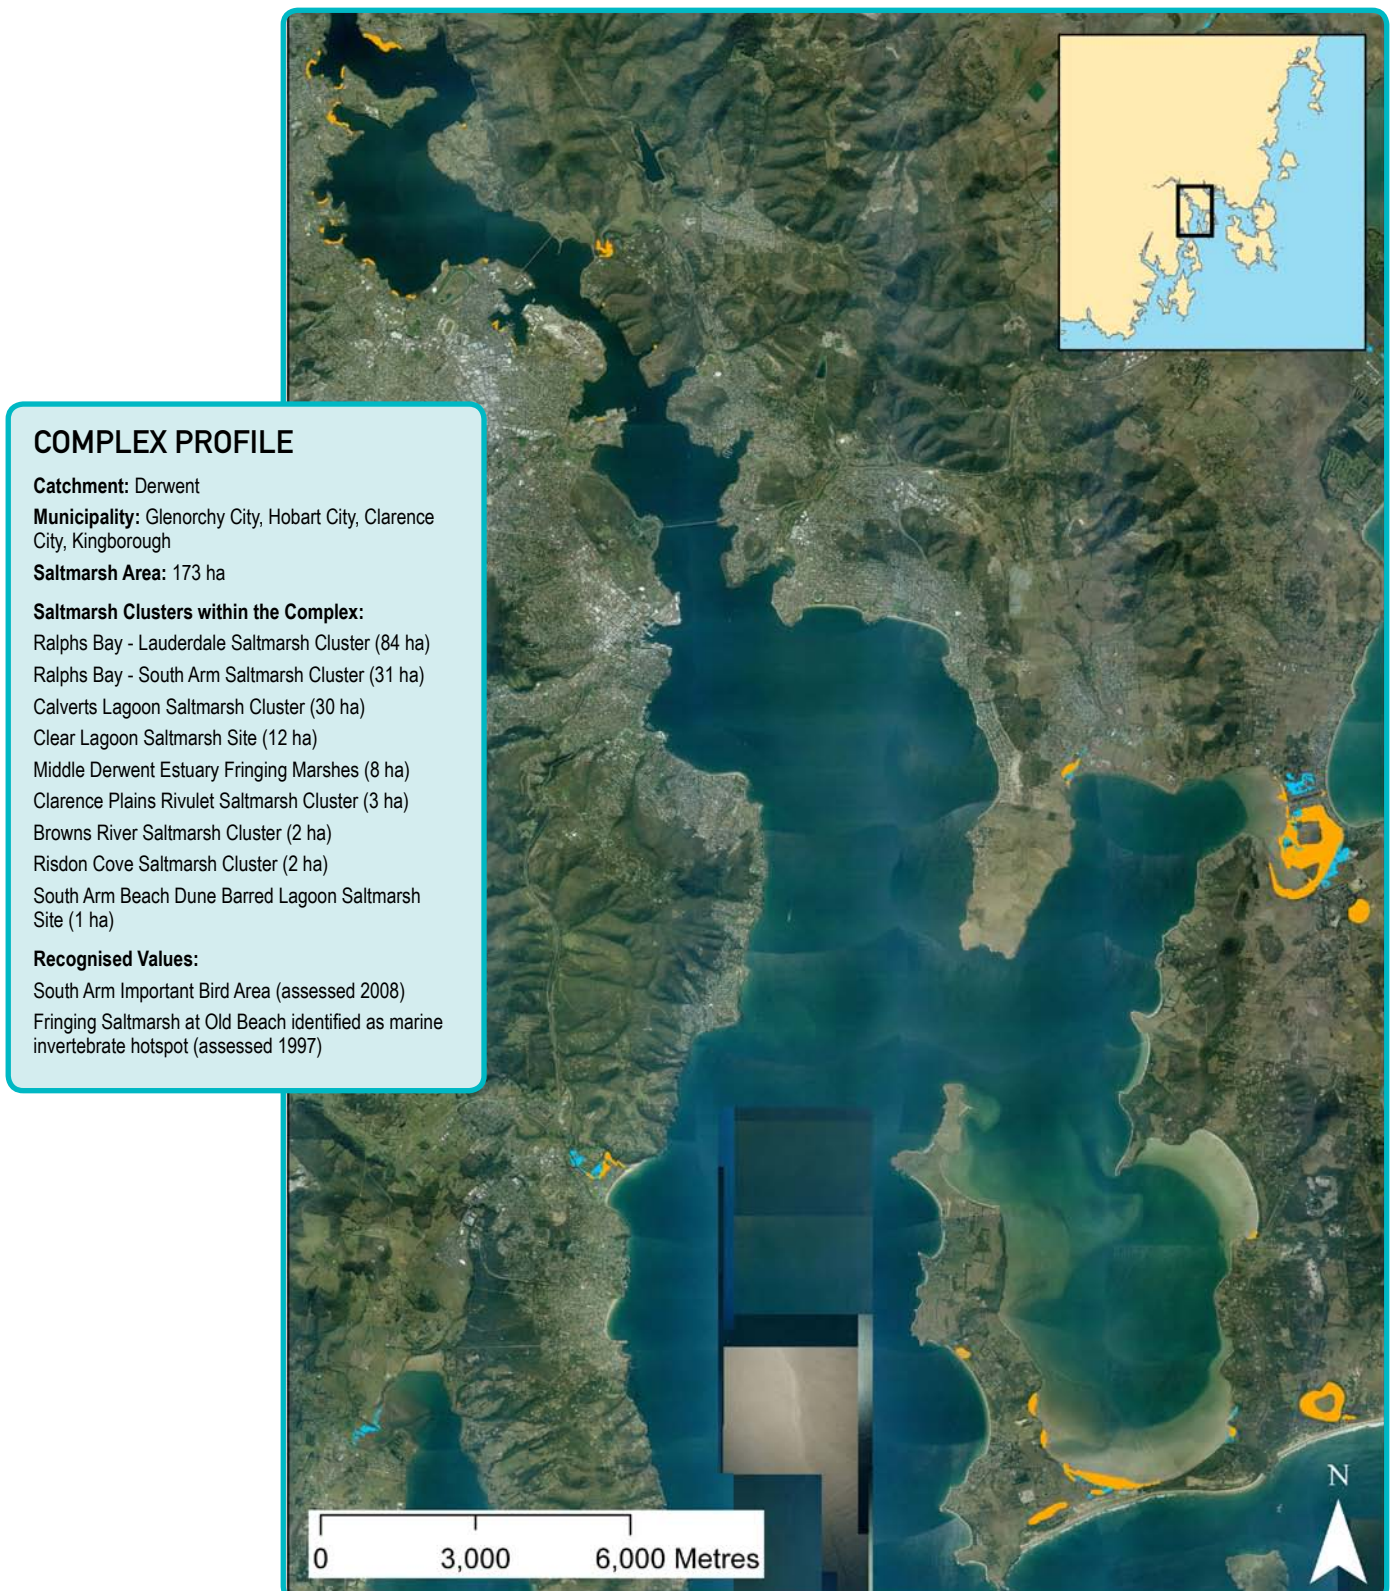 COMPLEX PROFILE
Catchment: Derwent
Municipality: Glenorchy City, Hobart City, Clarence
City, Kingborough
Saltmarsh Area: 173 ha
Saltmarsh Clusters within the Complex:
Ralphs Bay - Lauderdale Saltmarsh Cluster (84 ha)
Ralphs Bay - South Arm Saltmarsh Cluster (31 ha)
Calverts Lagoon Saltmarsh Cluster (30 ha)
Clear Lagoon Saltmarsh Site (12 ha)
Middle Derwent Estuary Fringing Marshes (8 ha)
Clarence Plains Rivulet Saltmarsh Cluster (3 ha)
Browns River Saltmarsh Cluster (2 ha)
Risdon Cove Saltmarsh Cluster (2 ha)
South Arm Beach Dune Barred Lagoon Saltmarsh
Site (1 ha)
Recognised Values:
South Arm Important Bird Area (assessed 2008)
Fringing Saltmarsh at Old Beach identified as marine
invertebrate hotspot (assessed 1997)
N
0 3,000 6,000 Metres